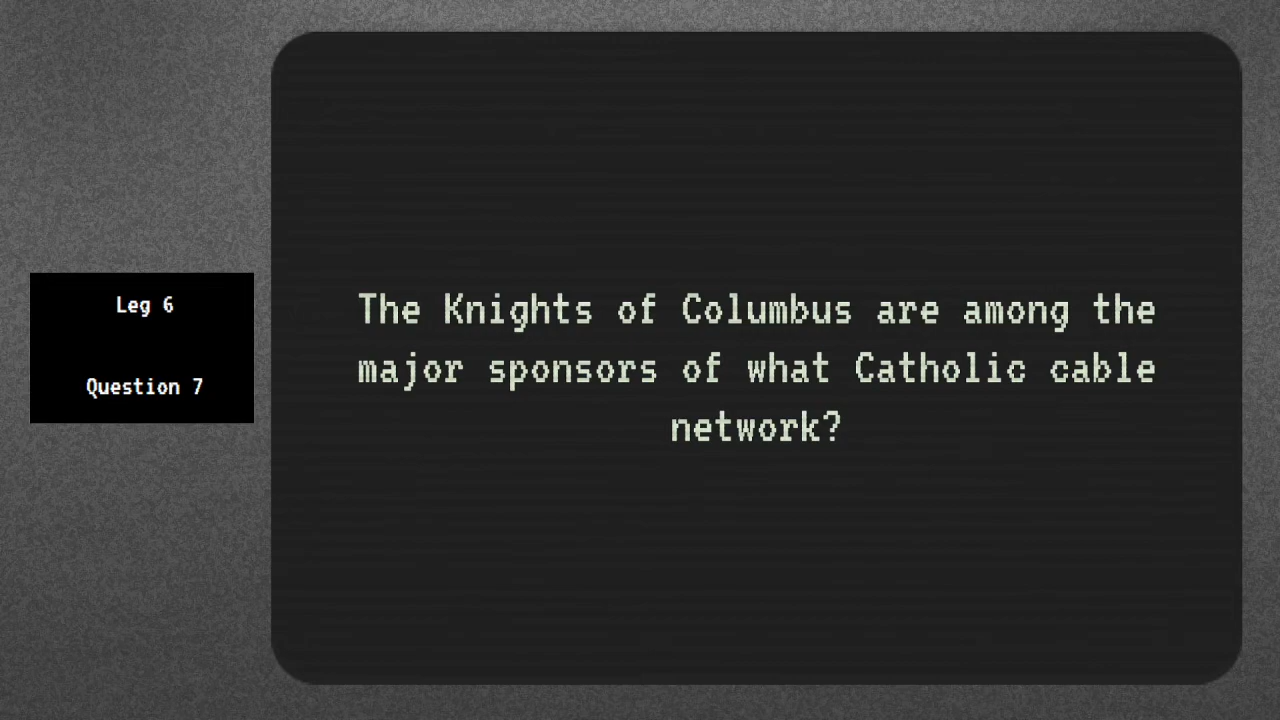 Leg 6
Question 7
The Knights of Columbus are among the
major sponsors of what Catholic cable
network?